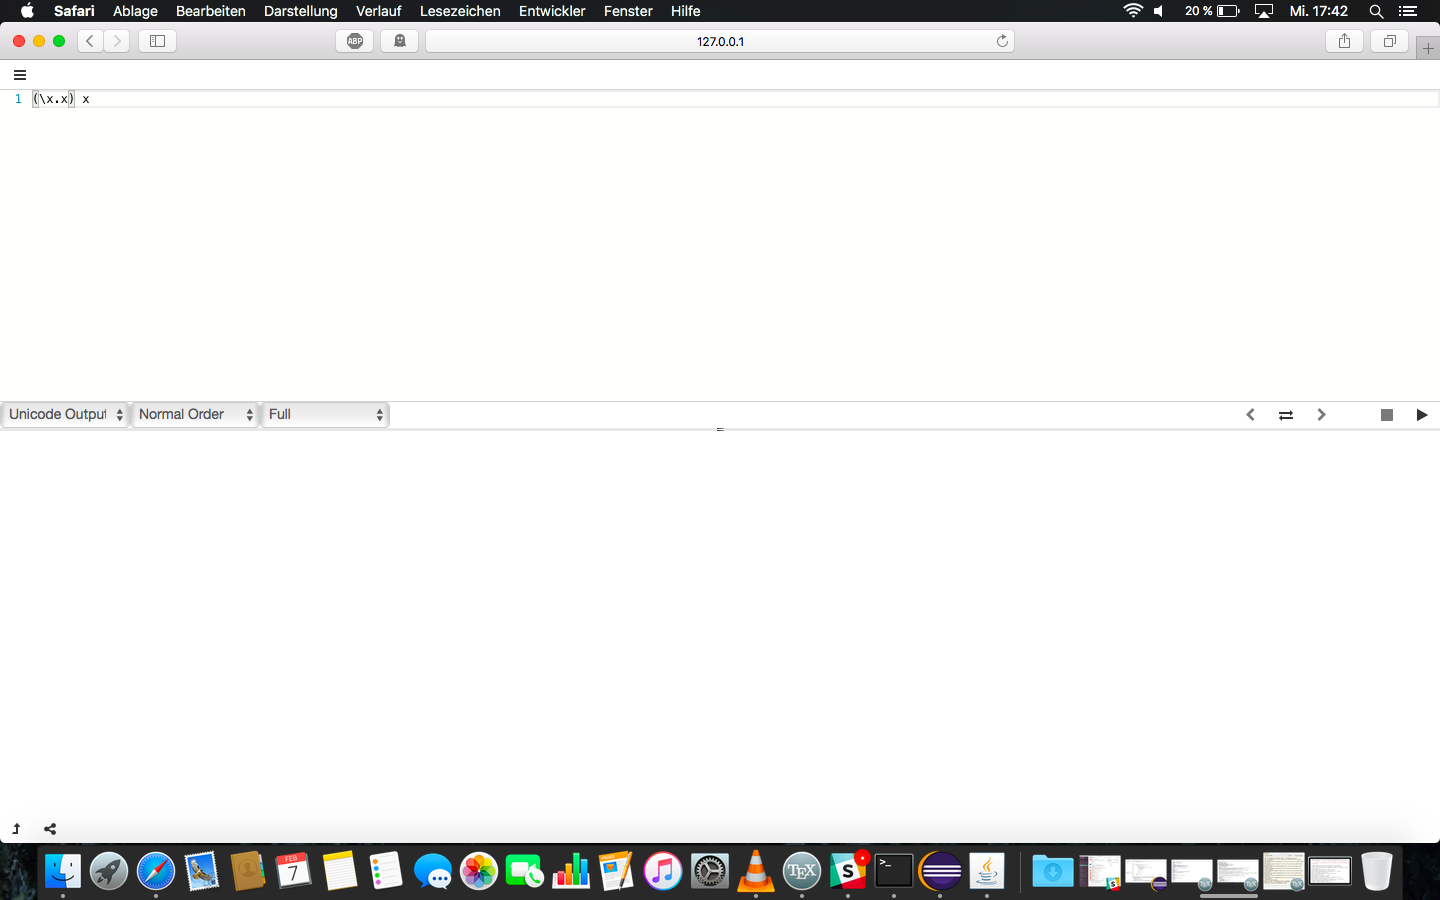 Safari Ablage Bearbeiten Darstellung Verlauf Lesezeichen Entwickler Fenster Hilfe 20 % Mi. 17:42
ABP 127.0.0.1
1 (\x.x) x
Unicode Output Normal Order Full
FEB
7
TEX
S
>_